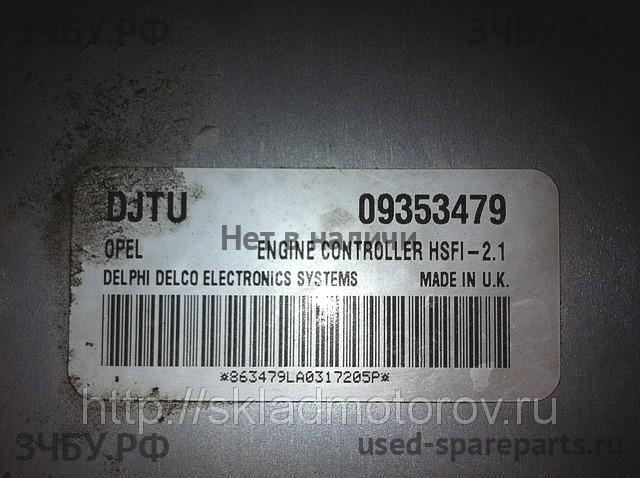 ЗЧБУ.РФ
ЗЧБУ.РФ
DJTU 09353479
Нет в наличи
OPEL ENGINE CONTROLLER HSFI-2.1
DELPHI DELCO ELECTRONICS SYSTEMS MADE IN U.K.
*863479LA0317205P*
http://skladmotorov.ru
ЗЧБУ.РФ
used-spareparts.ru